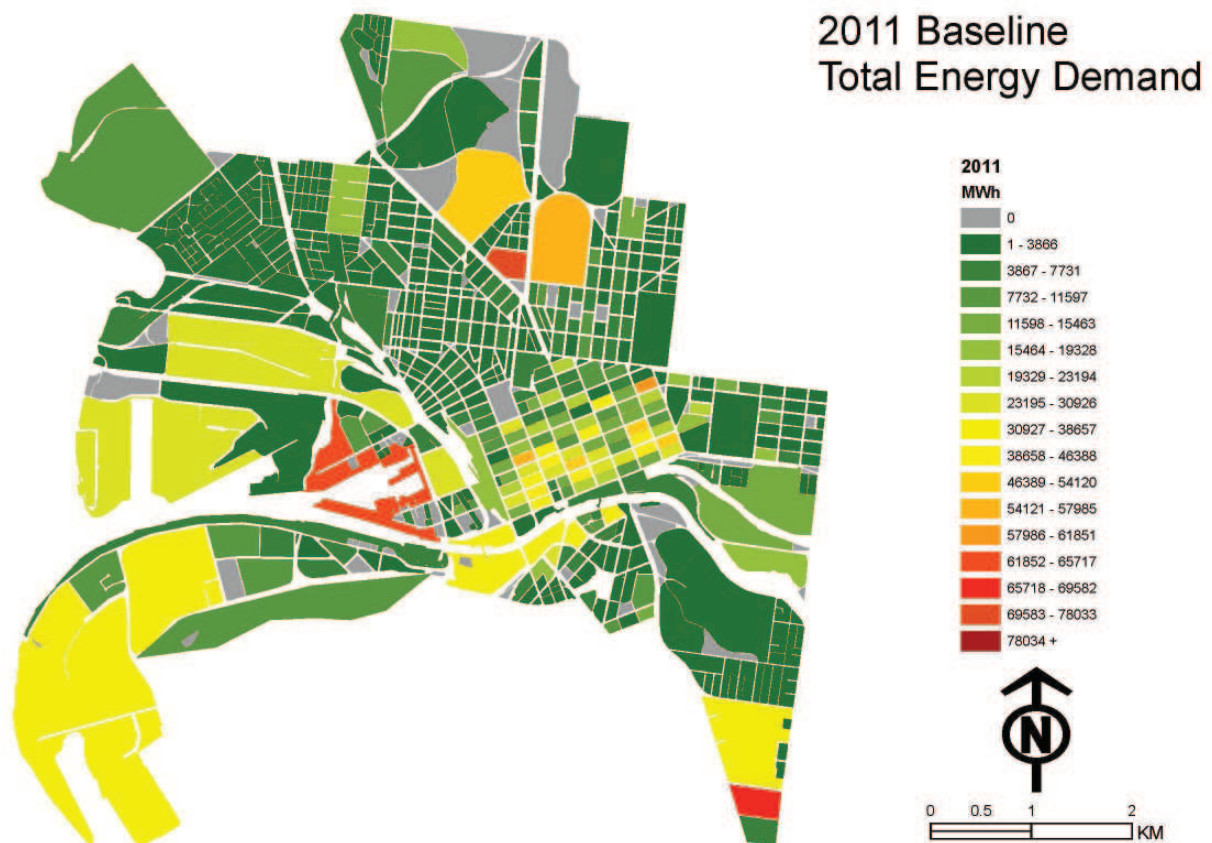 2011 Baseline
Total Energy Demand
2011
MWh
0
1 - 3866
3867 - 7731
7732 - 11597
11598 - 15463
15464 - 19328
19329 - 23194
23195 - 30926
30927 - 38657
38658 - 46388
46389 - 54120
54121 - 57985
57986 - 61851
61852 - 65717
65718 - 69582
69583 - 78033
78034 +
N
0 0.5 1 2
KM